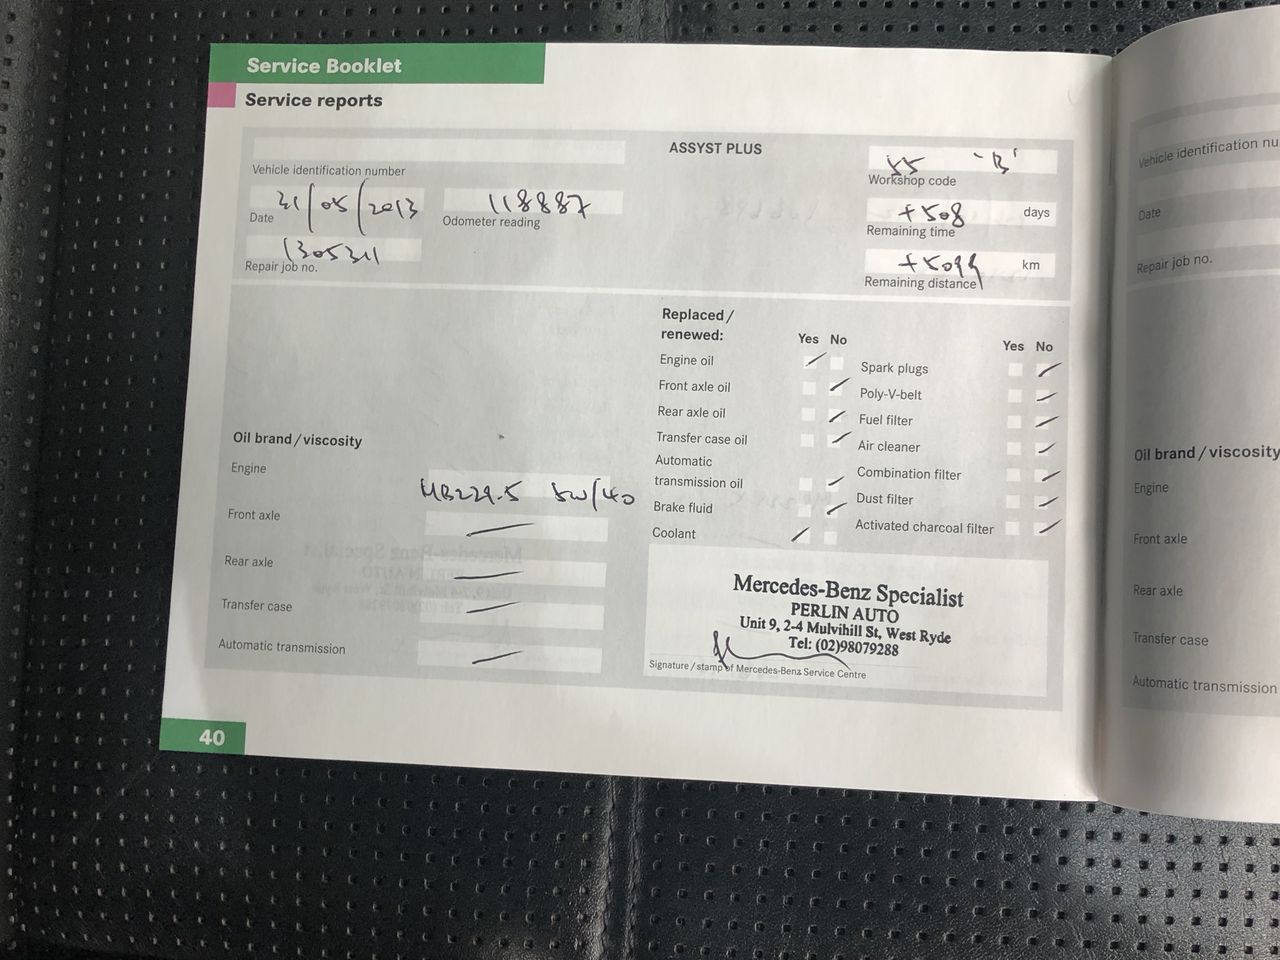 Service Booklet
Service reports
ASSYST PLUS
Vehicle identification number
31/05/2013
Date
118887
Odometer reading
1305311
Repair job no.
55 'B'
Workshop code
+508 days
Remaining time
+5099 km
Remaining distance
Replaced/
renewed:
Yes No
Engine oil
Front axle oil
Rear axle oil
Transfer case oil
Automatic
transmission oil
Brake fluid
Coolant
Yes No
Spark plugs
Poly-V-belt
Fuel filter
Air cleaner
Combination filter
Dust filter
Activated charcoal filter
Oil brand/viscosity
Engine
MB229.5 5W/40
Front axle
Rear axle
Transfer case
Automatic transmission
Mercedes-Benz Specialist
PERLIN AUTO
Unit 9, 2-4 Mulvihill St, West Ryde
Tel: (02)98079288
Signature/stamp of Mercedes-Benz Service Centre
40
Vehicle identification nu
Date
Repair job no.
Oil brand/viscosity
Engine
Front axle
Rear axle
Transfer case
Automatic transmission